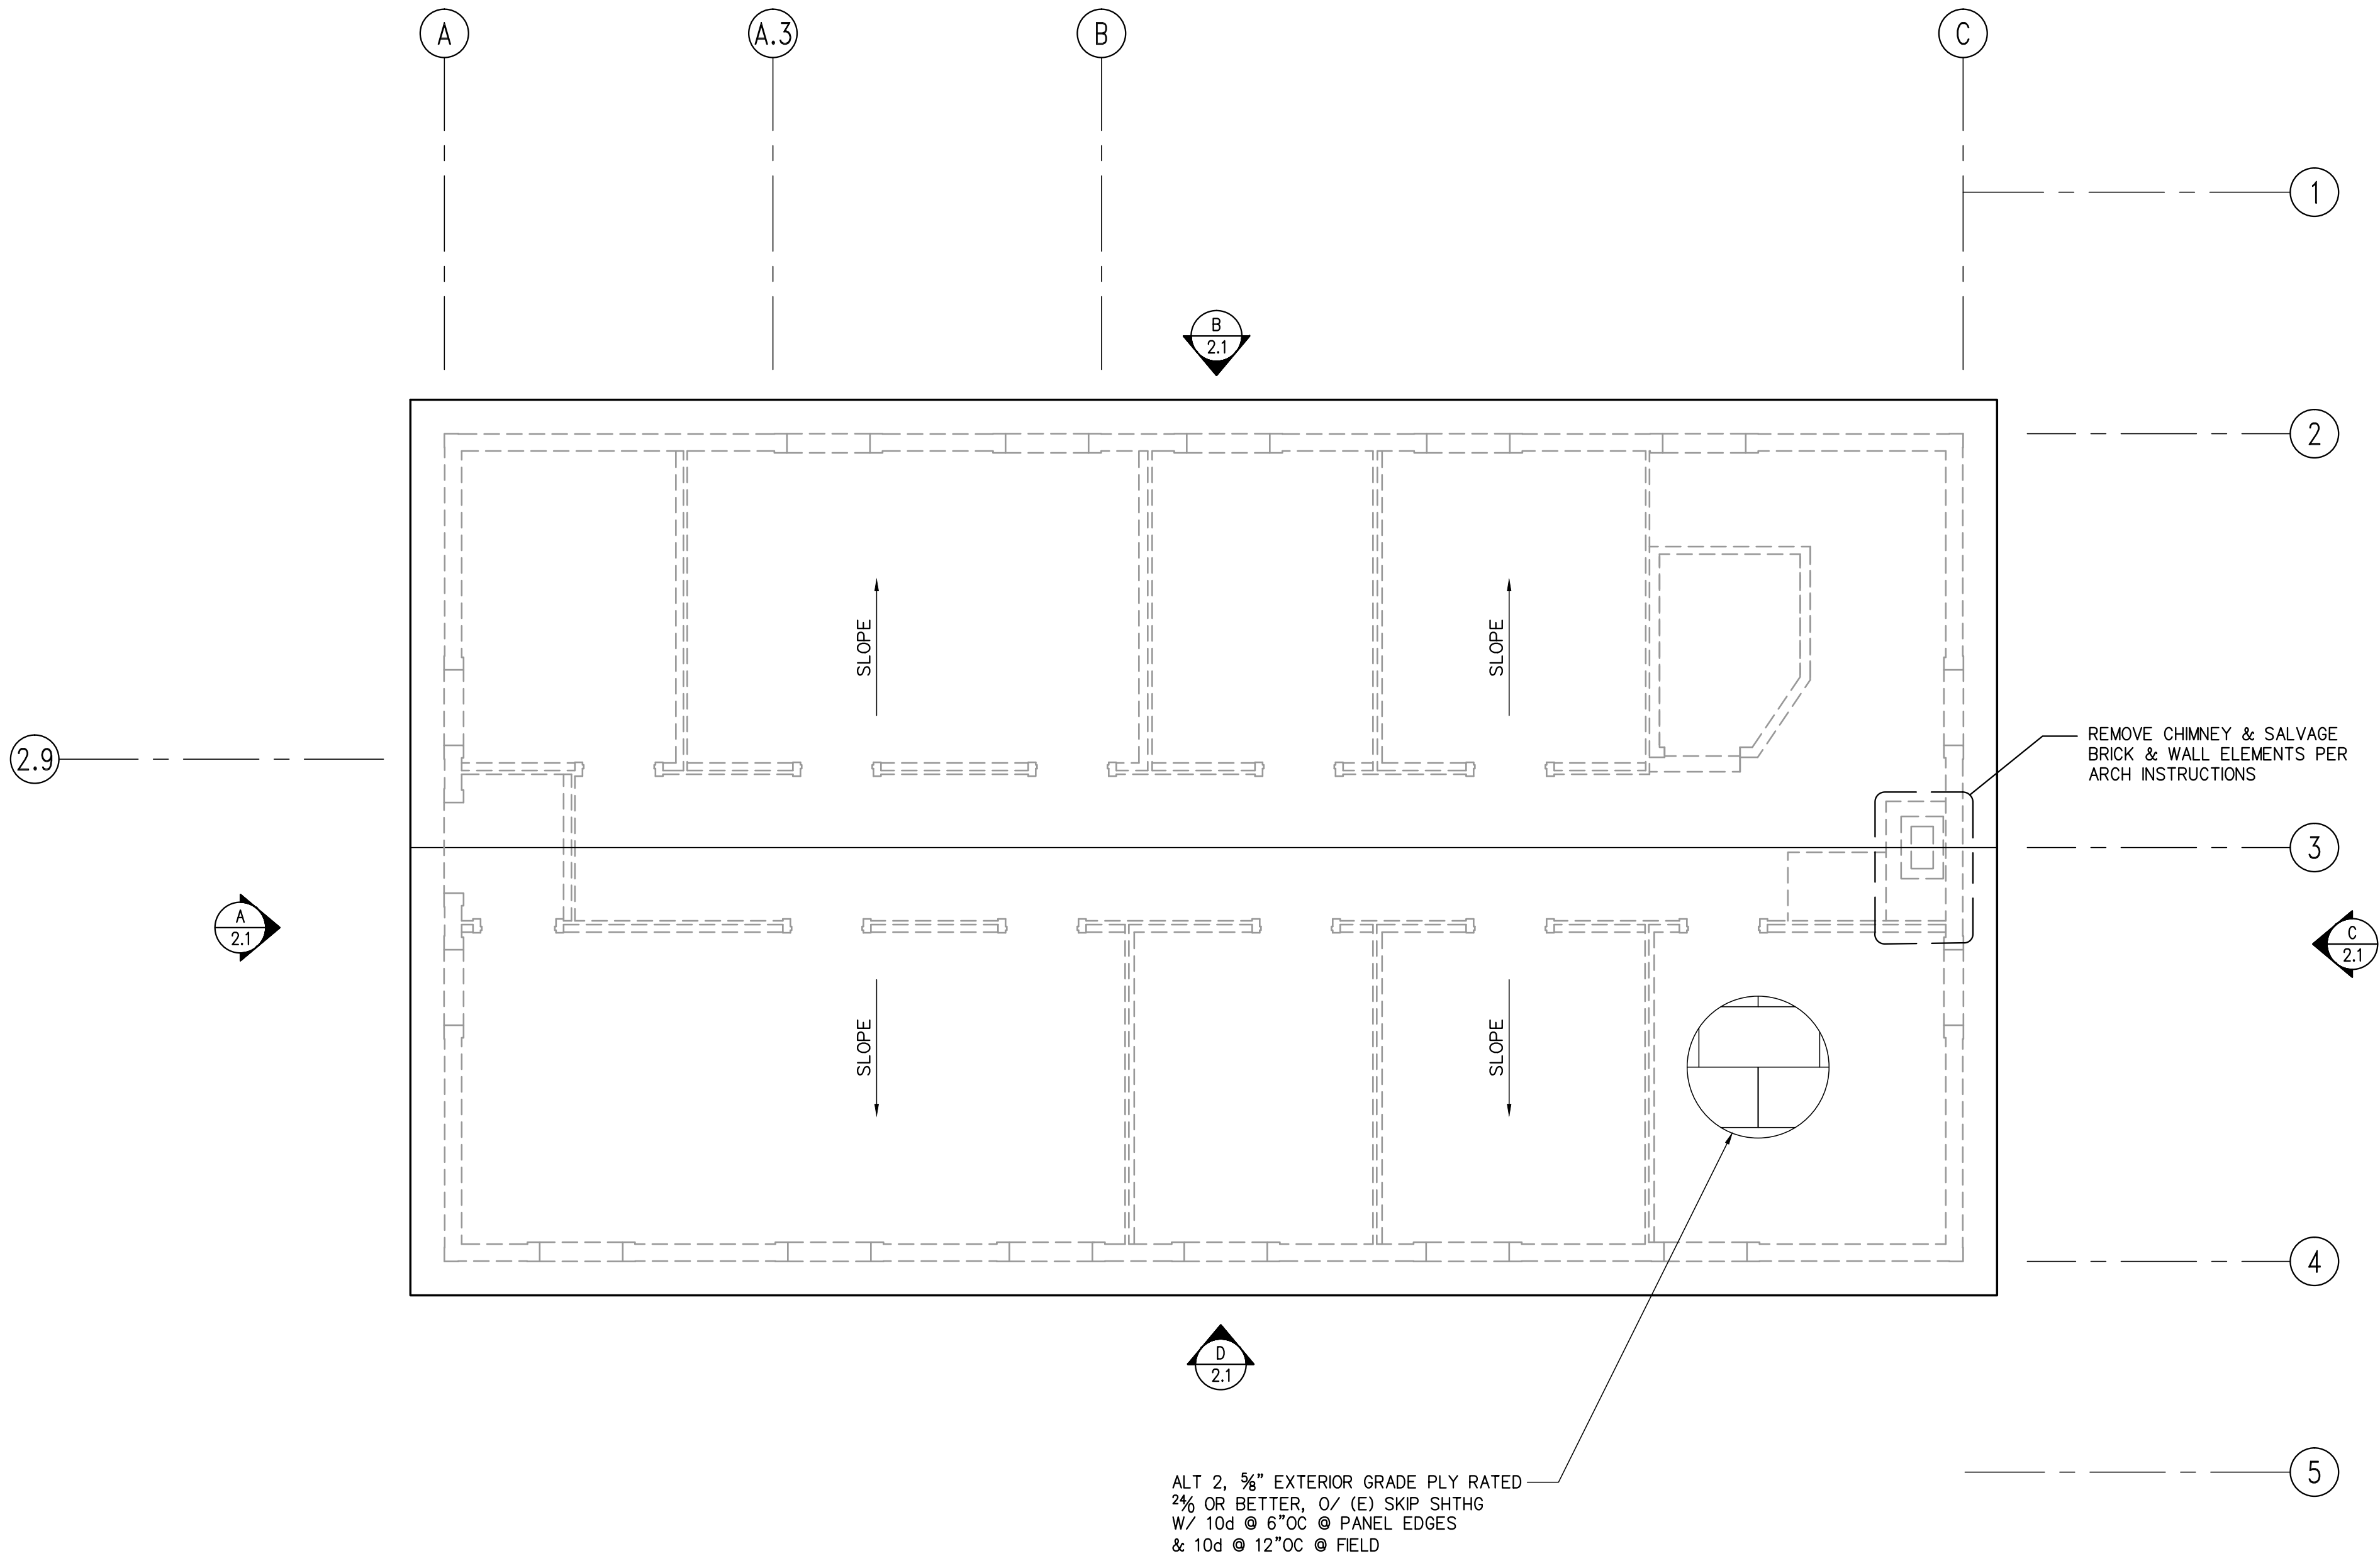 A
A.3
B
C
1
2
B
2.1
SLOPE
SLOPE
2.9
REMOVE CHIMNEY & SALVAGE
BRICK & WALL ELEMENTS PER
ARCH INSTRUCTIONS
3
A
2.1
C
2.1
SLOPE
SLOPE
4
D
2.1
5
ALT 2, ⅝" EXTERIOR GRADE PLY RATED
24/0 OR BETTER, O/ (E) SKIP SHTHG
W/ 10d @ 6"OC @ PANEL EDGES
& 10d @ 12"OC @ FIELD